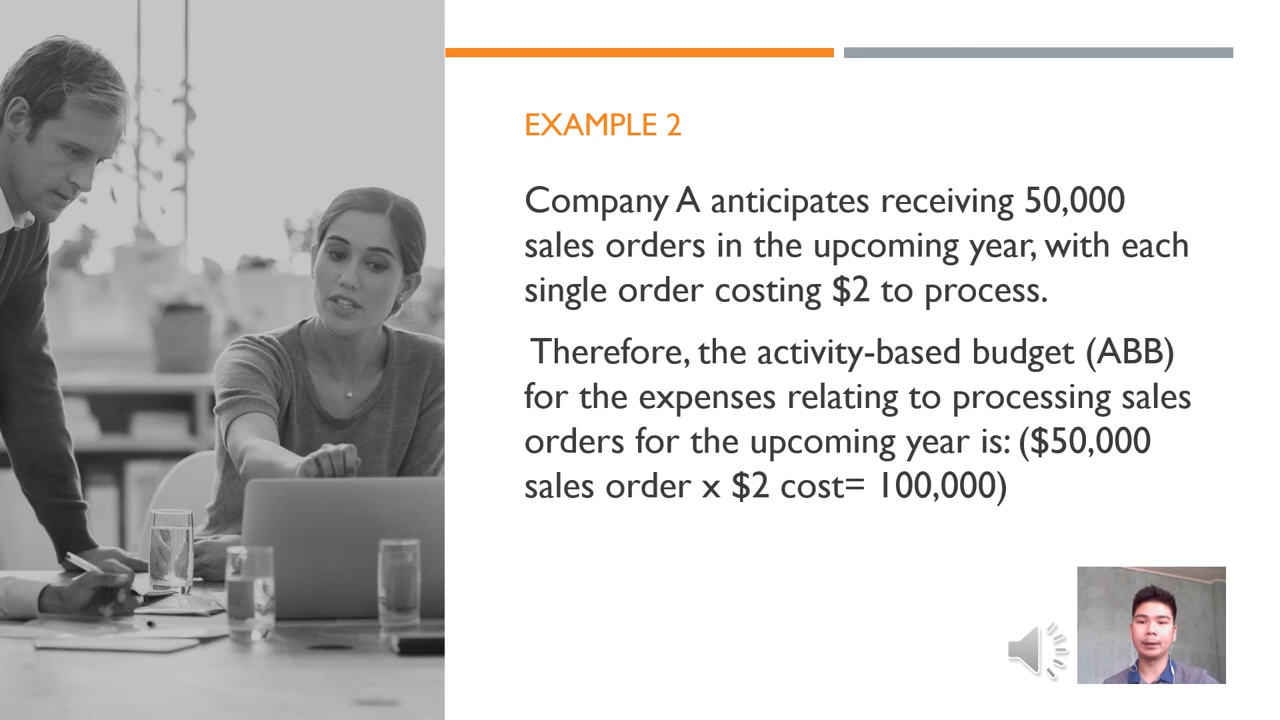 EXAMPLE 2
Company A anticipates receiving 50,000
sales orders in the upcoming year, with each
single order costing $2 to process.
Therefore, the activity-based budget (ABB)
for the expenses relating to processing sales
orders for the upcoming year is: ($50,000
sales order x $2 cost= 100,000)